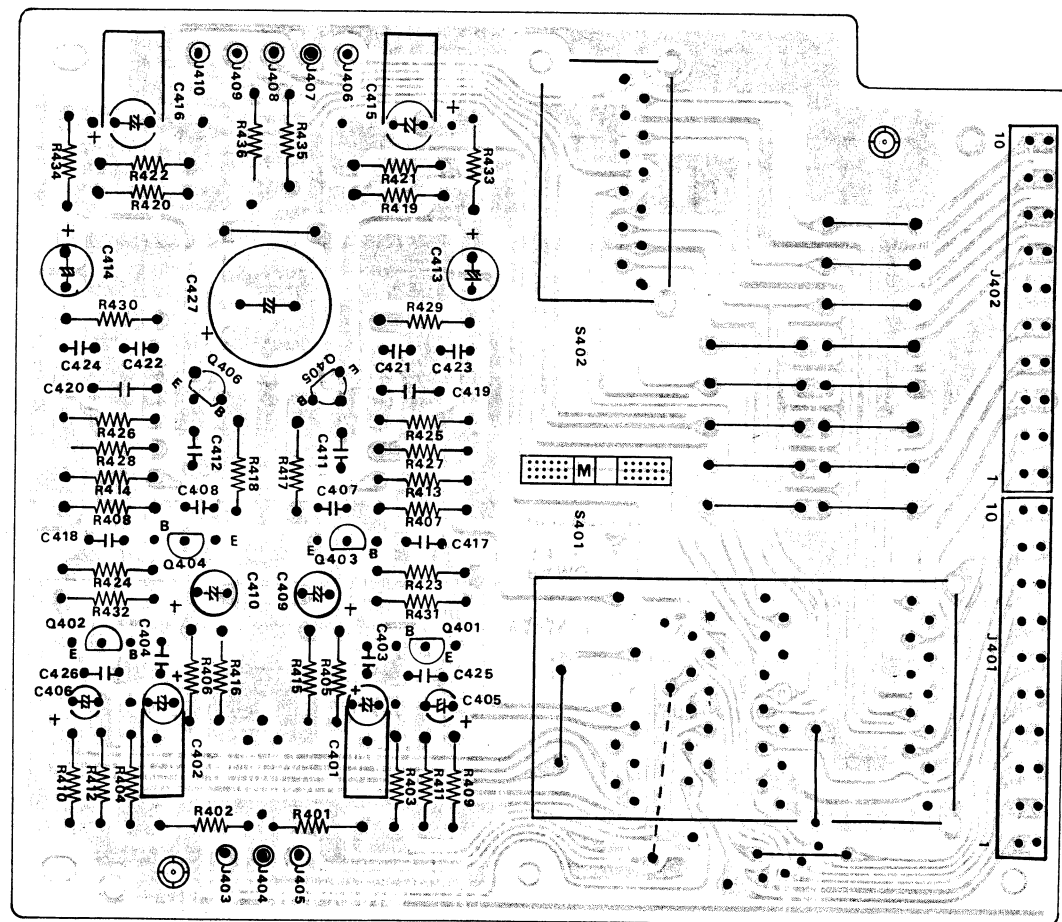 J410
J409
J408
J407
J406
C416
C415
+
+
R434
R436
R435
R433
R422
R421
R420
R419
10
+
+
C414
C413
C427
+
J402
R430
R429
S402
C424
C422
C421
C423
Q406
Q405
E
E
B
B
C420
C419
R426
R425
C412
C411
R428
R427
R418
R417
M
R414
R413
1
C408
C407
R408
R407
10
S401
C418
B
E
E
B
C417
Q404
Q403
R424
R423
C410
C409
R432
R431
+
+
Q402
C404
C403
B
Q401
E
B
E
J401
C426
C425
R406
R416
R415
R405
+
+
C406
C405
+
+
C402
C401
R410
R412
R404
R403
R411
R409
R402
R401
1
J403
J404
J405